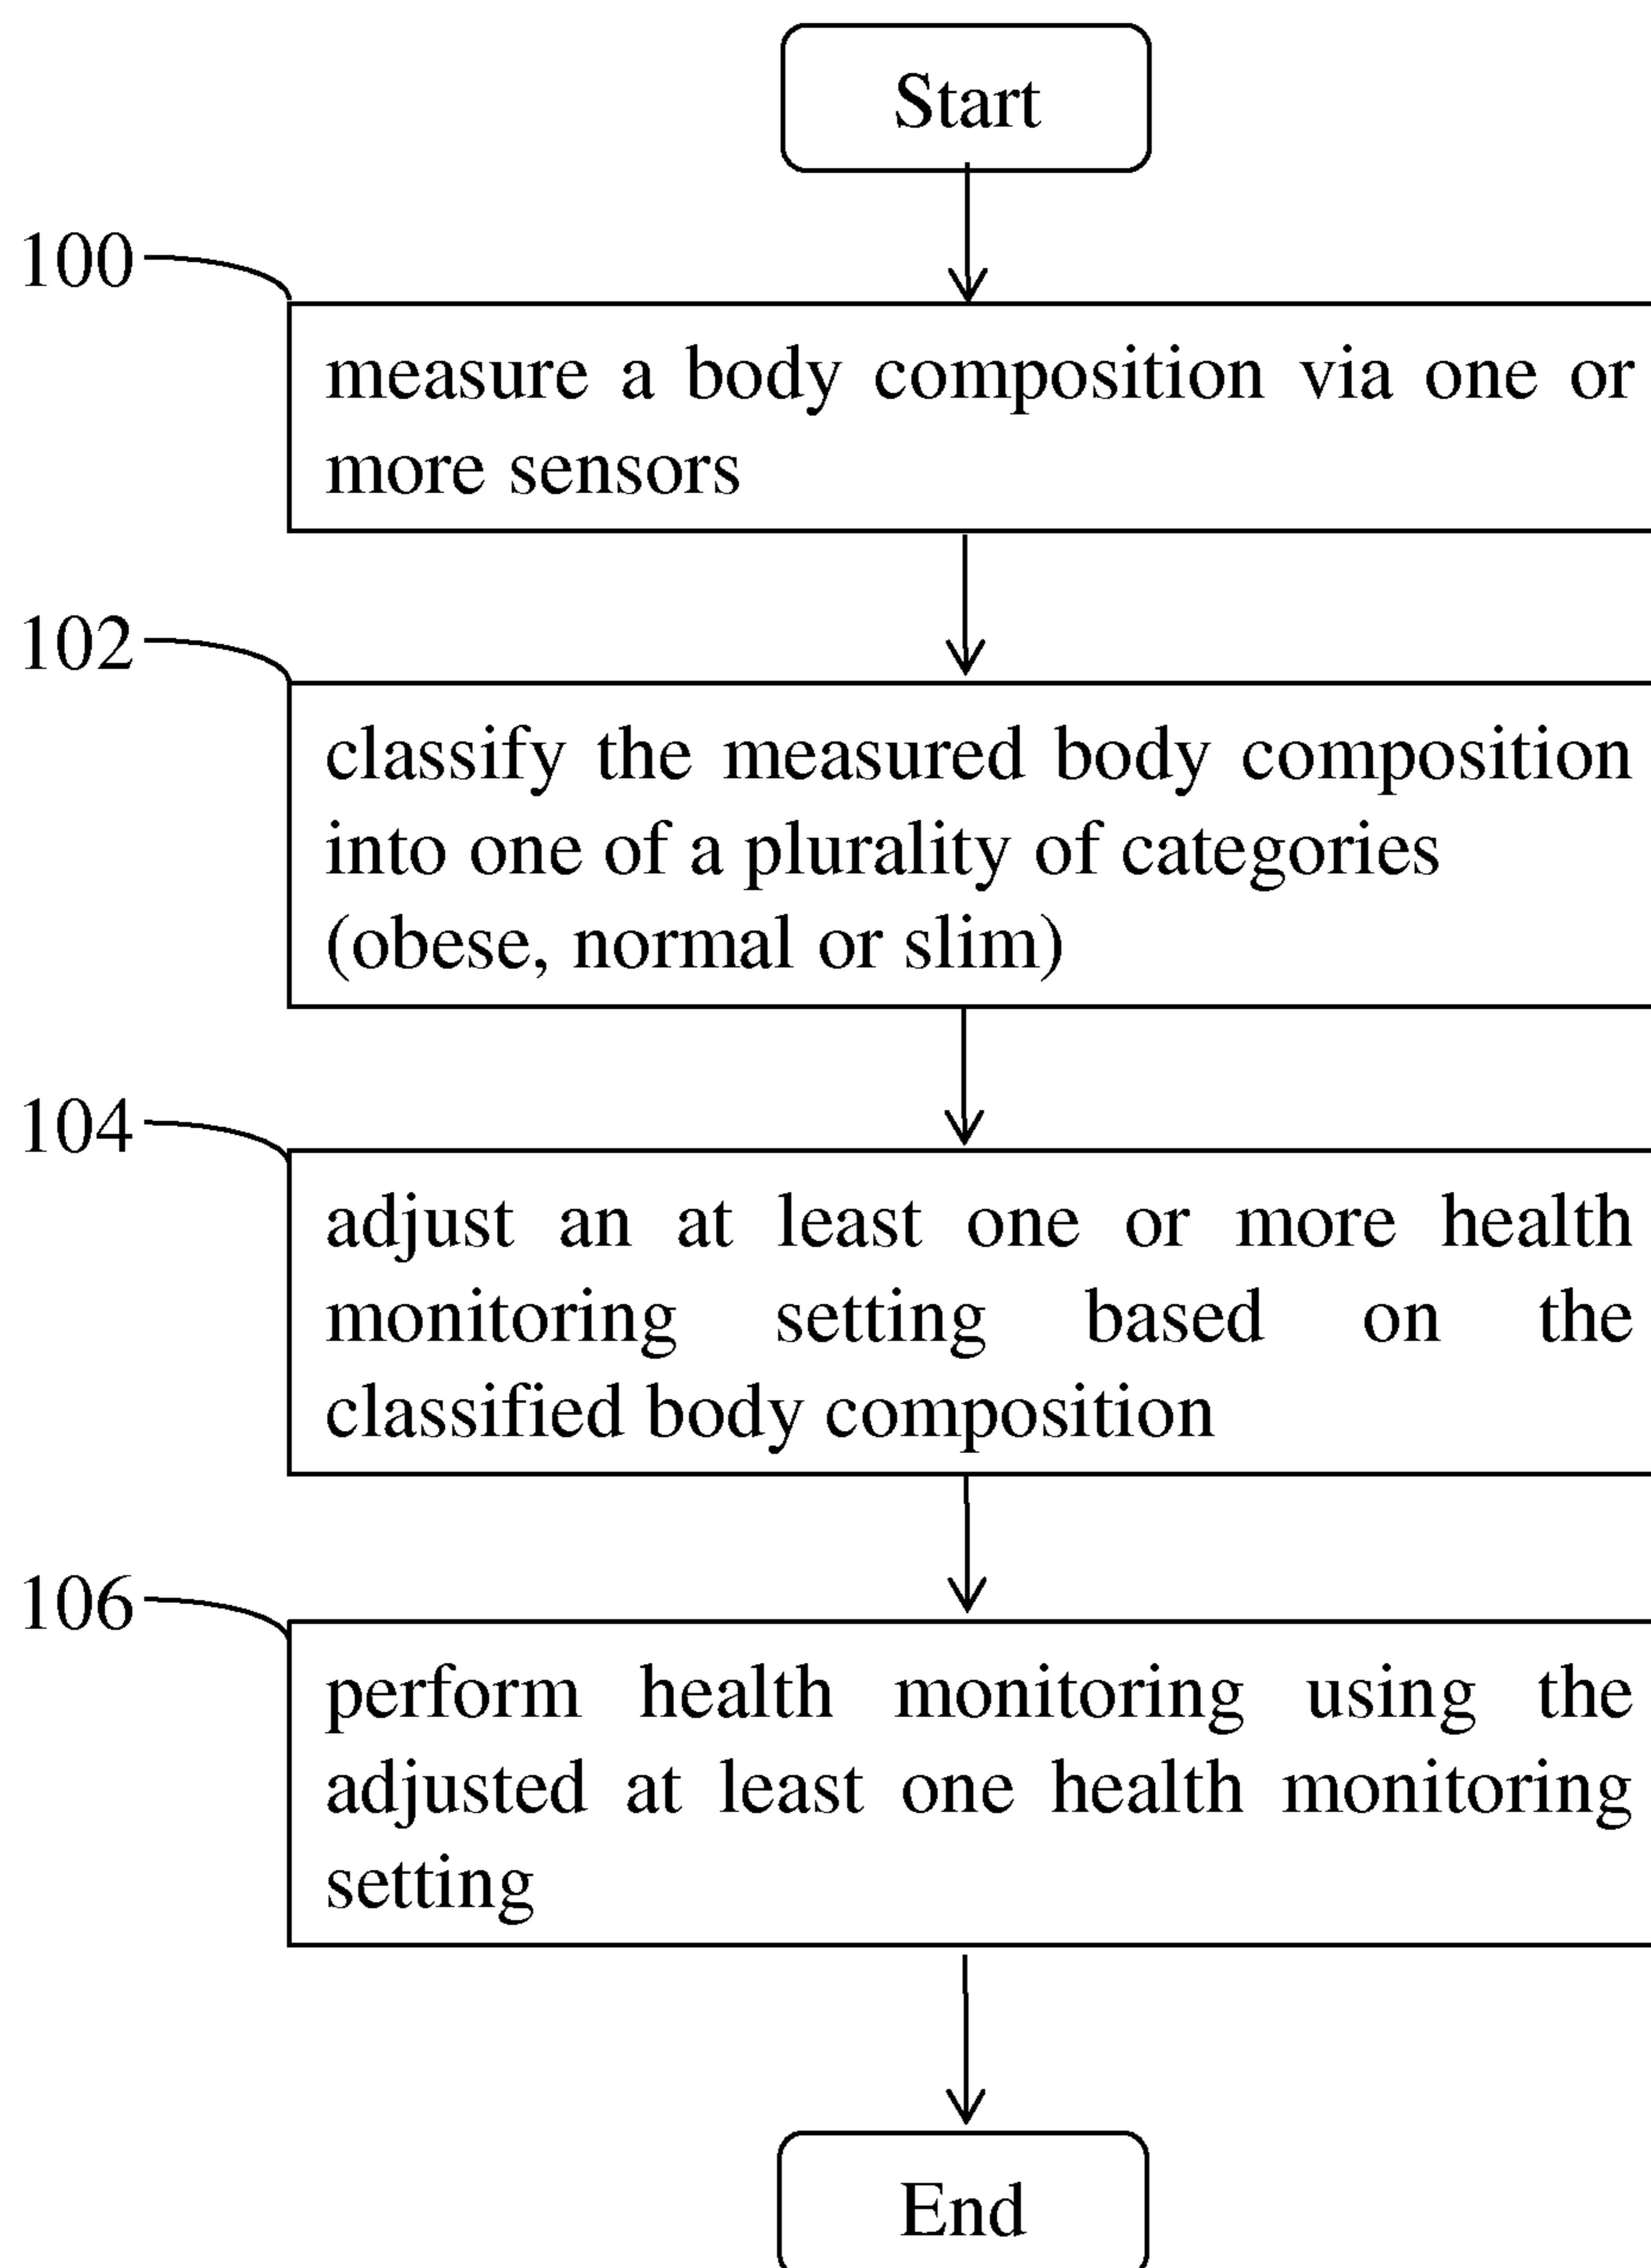 Start
100
measure a body composition via one or
more sensors
102
classify the measured body composition
into one of a plurality of categories
(obese, normal or slim)
104
adjust an at least one or more health
monitoring setting based on the
classified body composition
106
perform health monitoring using the
adjusted at least one health monitoring
setting
End